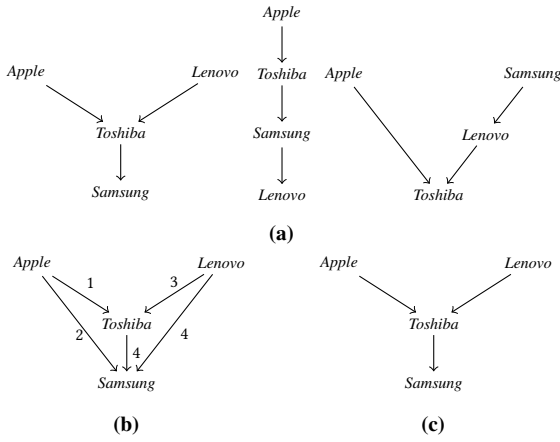 Apple
Apple
Lenovo
Toshiba
Apple
Samsung
Toshiba
Samsung
Lenovo
Samsung
Lenovo
Toshiba
(a)
Apple
Lenovo
1
3
Toshiba
2
4
4
Samsung
(b)
Apple
Lenovo
Toshiba
Samsung
(c)